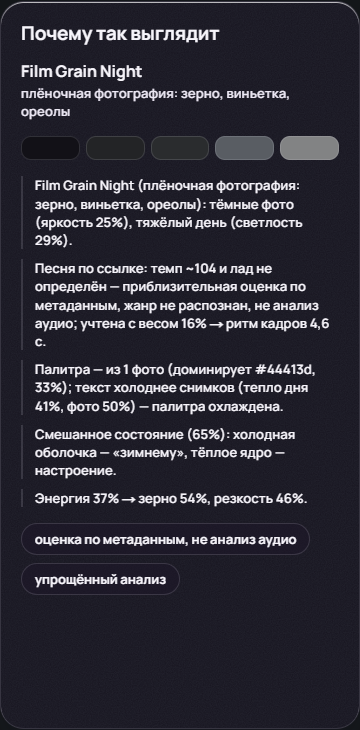 Почему так выглядит
Film Grain Night
плёночная фотография: зерно, виньетка,
ореолы
Film Grain Night (плёночная фотография:
зерно, виньетка, ореолы): тёмные фото
(яркость 25%), тяжёлый день (светлость
29%).
Песня по ссылке: темп ~104 и лад не
определён — приблизительная оценка по
метаданным, жанр не распознан, не анализ
аудио; учтена с весом 16% → ритм кадров 4,6
с.
Палитра — из 1 фото (доминирует #44413d,
33%); текст холоднее снимков (тепло дня
41%, фото 50%) — палитра охлаждена.
Смешанное состояние (65%): холодная
оболочка — «зимнему», тёплое ядро —
настроение.
Энергия 37% → зерно 54%, резкость 46%.
оценка по метаданным, не анализ аудио
упрощённый анализ